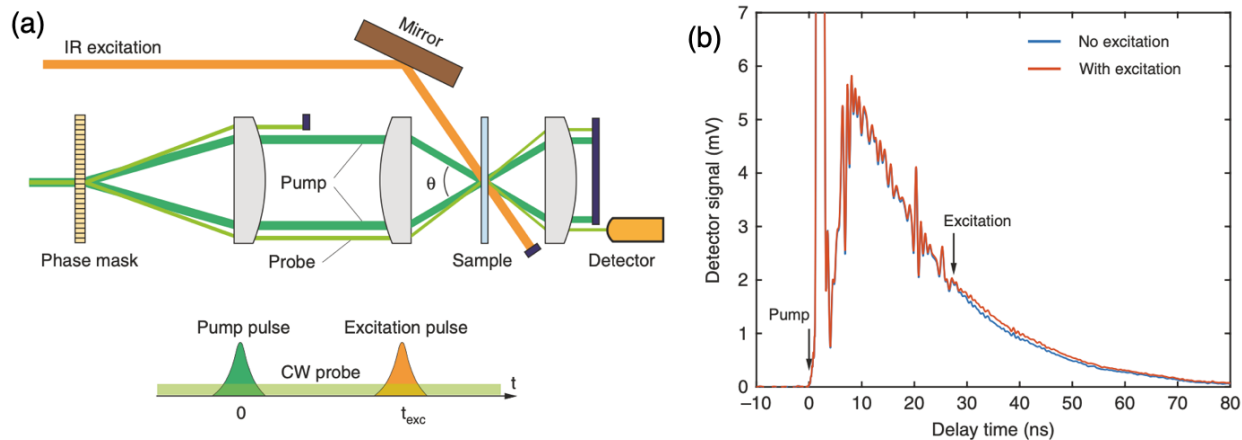 (a)
IR excitation
Mirror
Pump
θ
Phase mask
Probe
Sample
Detector
Pump pulse
Excitation pulse
CW probe
t
0
t_exc
(b)
7
6
5
4
3
2
1
0
Detector signal (mV)
No excitation
With excitation
Excitation
Pump
–10
0
10
20
30
40
50
60
70
80
Delay time (ns)